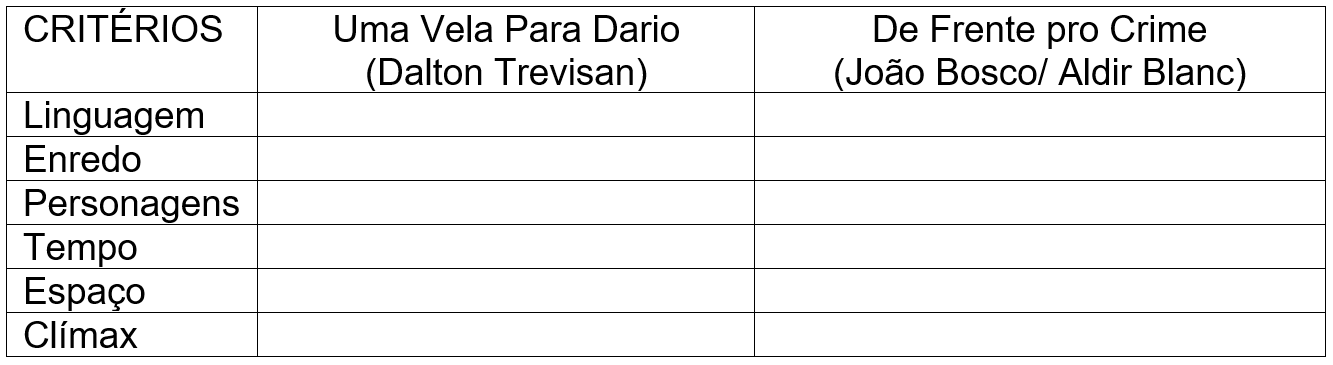 CRITÉRIOS
Uma Vela Para Dario
(Dalton Trevisan)
De Frente pro Crime
(João Bosco/ Aldir Blanc)
Linguagem
Enredo
Personagens
Tempo
Espaço
Clímax